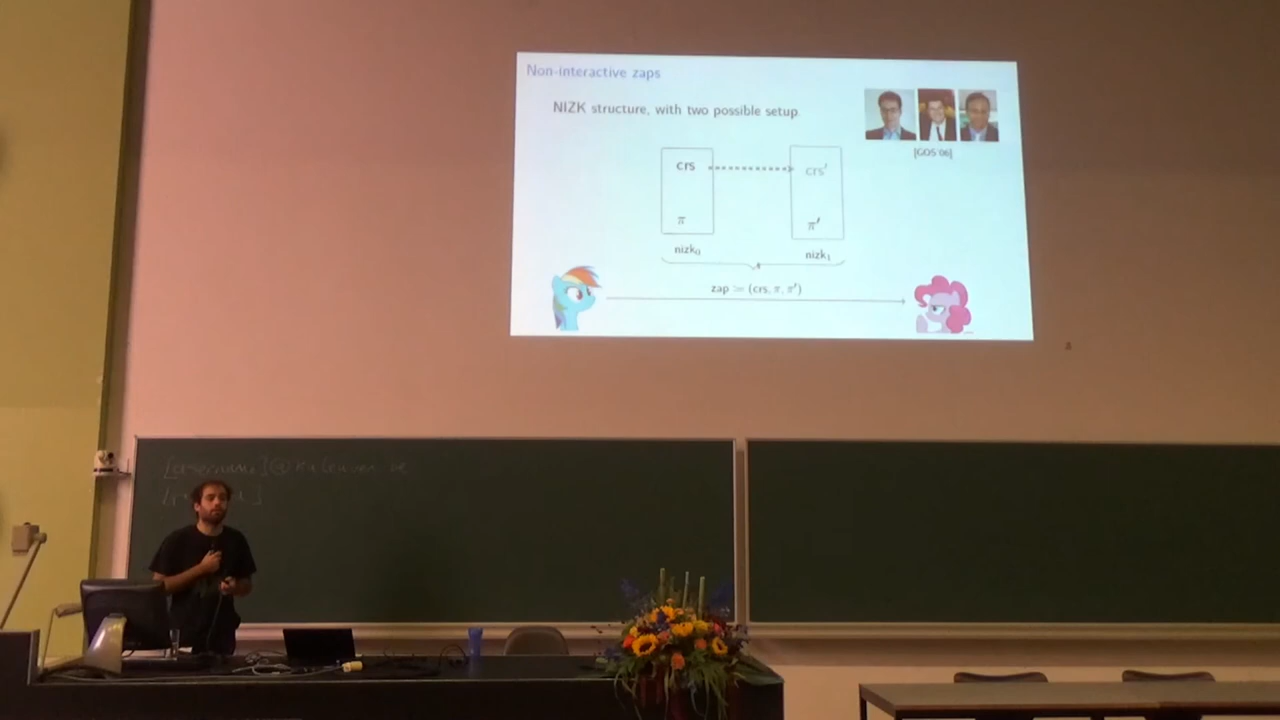 Non-interactive zaps
NIZK structure, with two possible setup.
[GOS 06]
crs
crs′
π
π′
nizk₀
nizk₁
zap := (crs, π, π′)